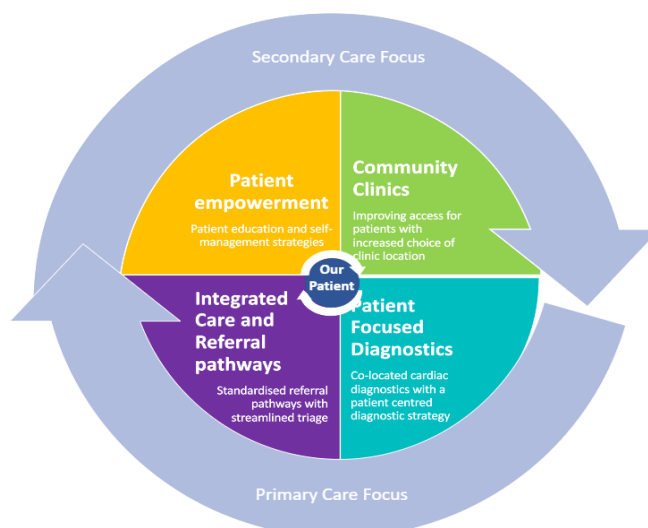 Secondary Care Focus
Patient
empowerment
Patient education and self-
management strategies
Community
Clinics
Improving access for
patients with
increased choice of
clinic location
Our
Patient
Integrated
Care and
Referral
pathways
Standardised referral
pathways with
streamlined triage
Patient
Focused
Diagnostics
Co-located cardiac
diagnostics with a
patient centred
diagnostic strategy
Primary Care Focus